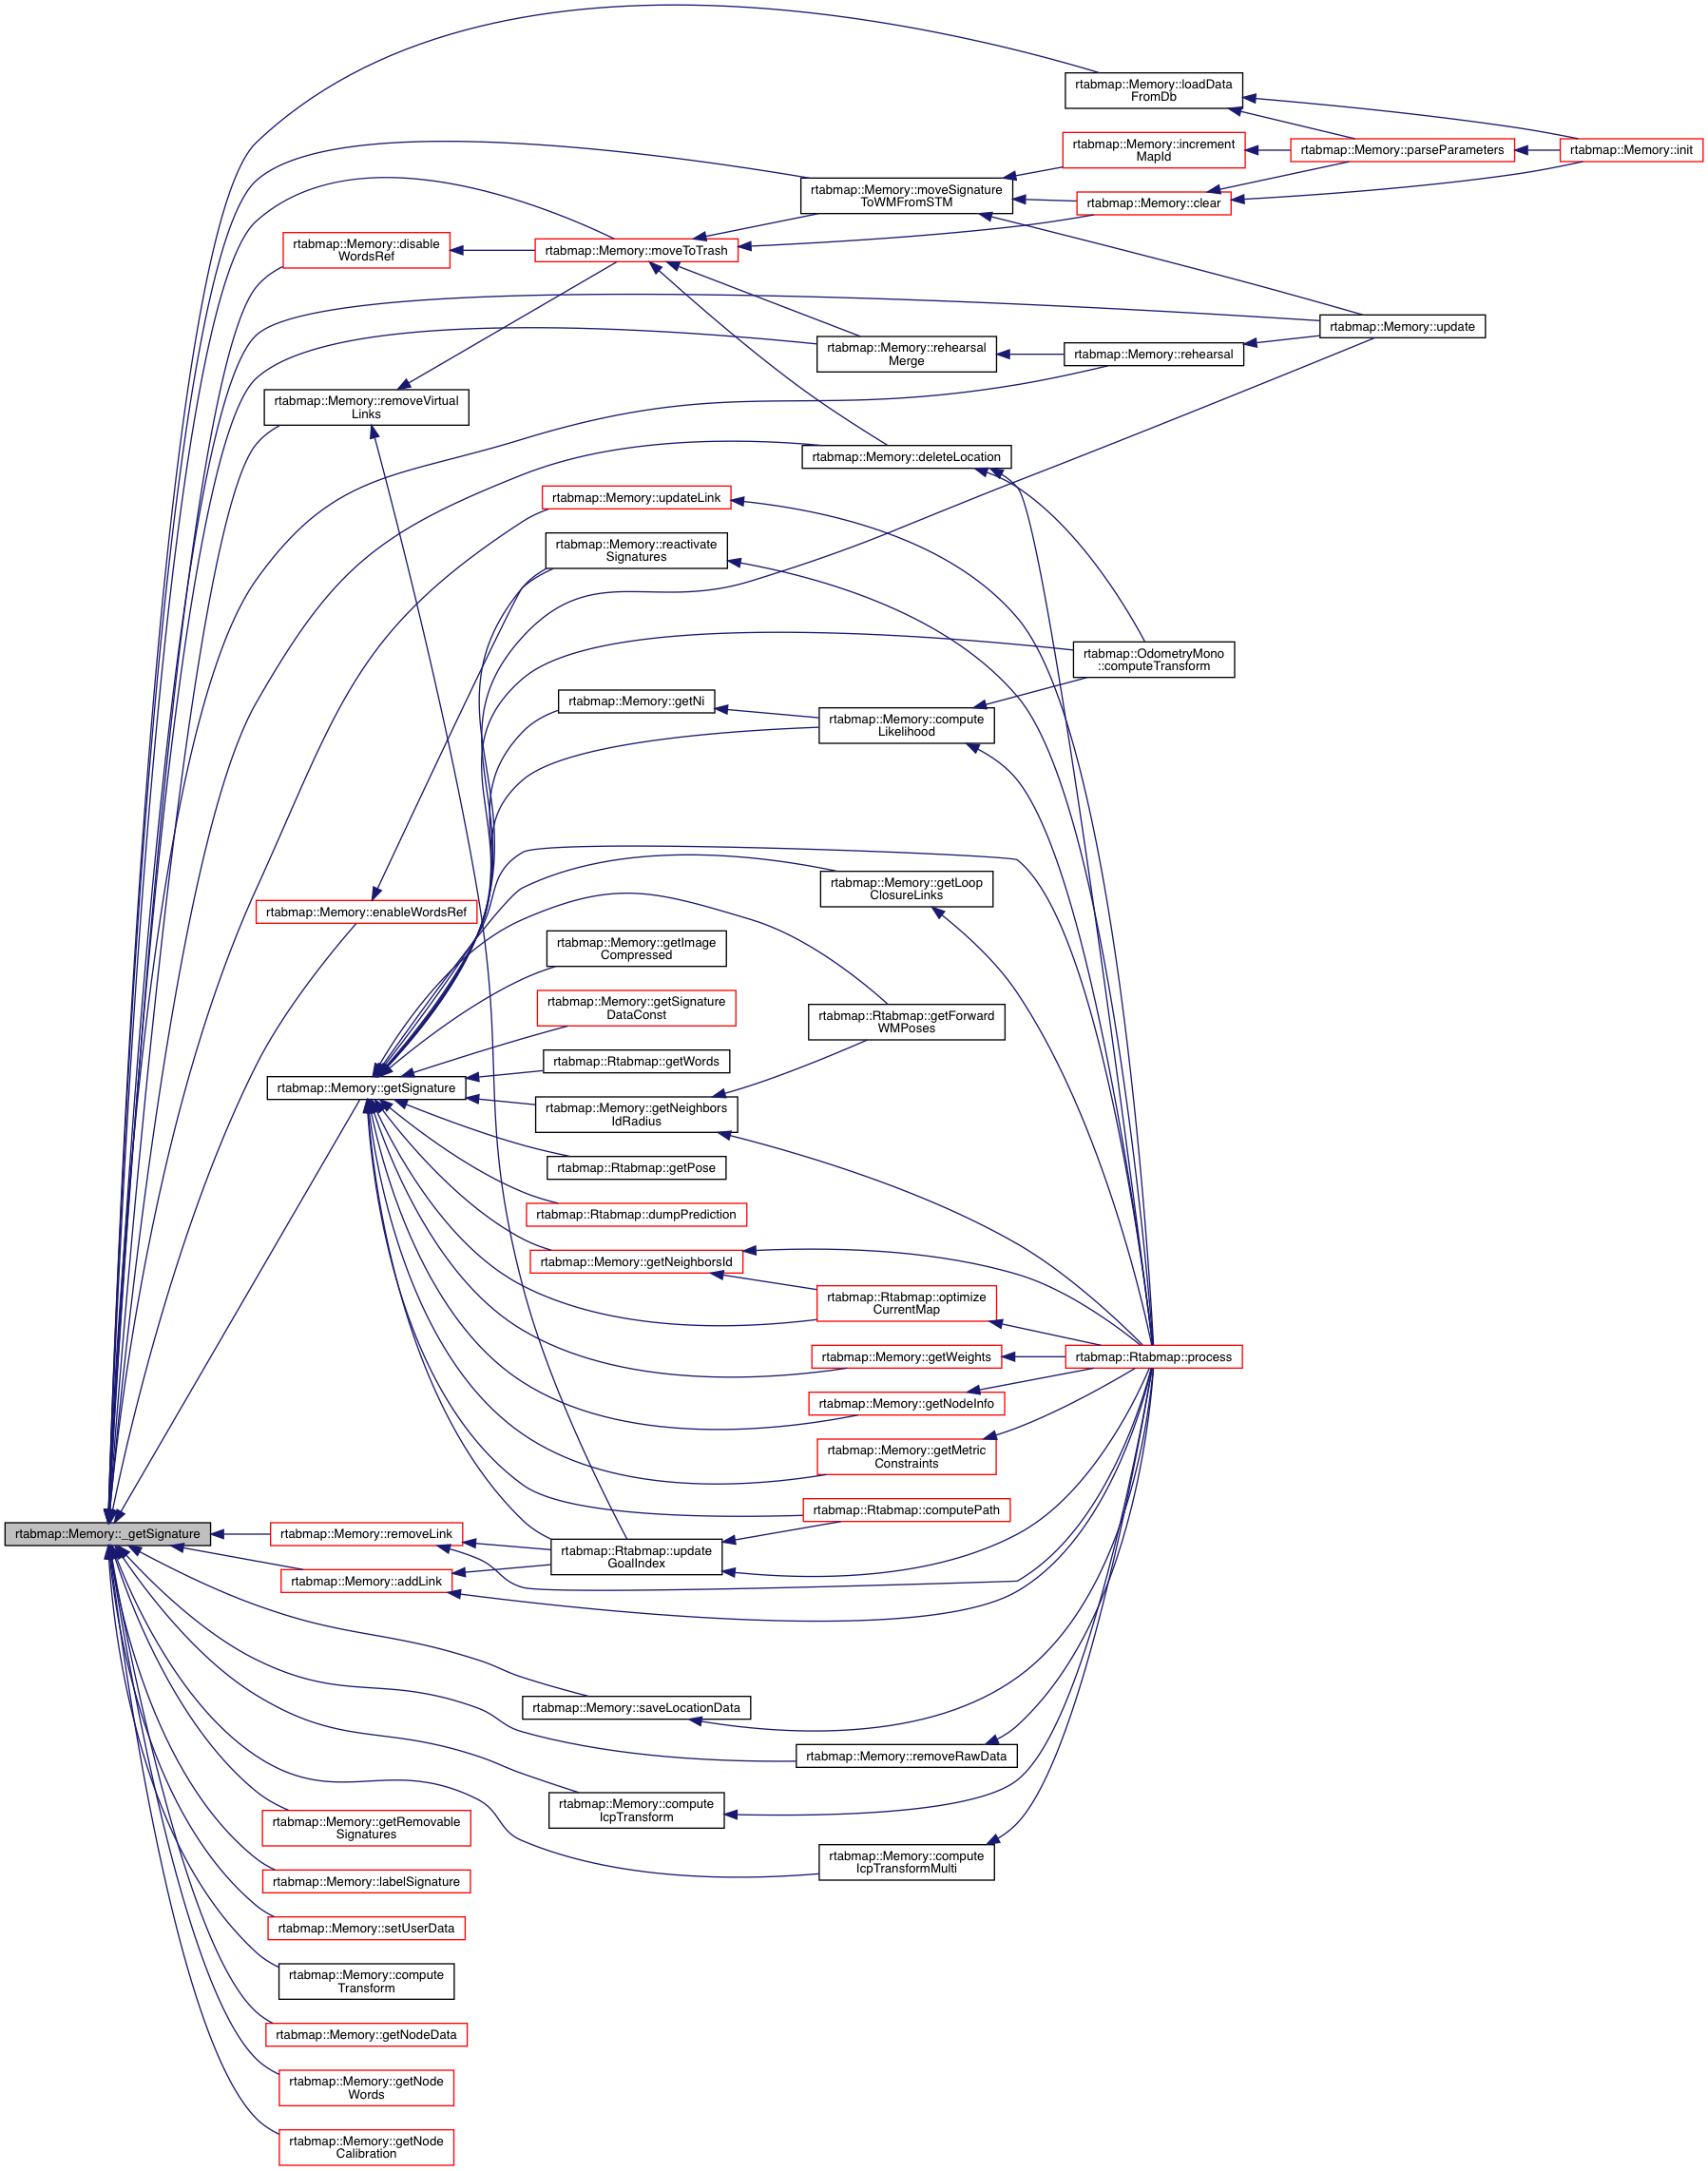 rtabmap::Memory::loadData
FromDb
rtabmap::Memory::increment
MapId
rtabmap::Memory::parseParameters
rtabmap::Memory::init
rtabmap::Memory::moveSignature
ToWMFromSTM
rtabmap::Memory::clear
rtabmap::Memory::disable
WordsRef
rtabmap::Memory::moveToTrash
rtabmap::Memory::update
rtabmap::Memory::rehearsal
Merge
rtabmap::Memory::rehearsal
rtabmap::Memory::removeVirtual
Links
rtabmap::Memory::deleteLocation
rtabmap::Memory::updateLink
rtabmap::Memory::reactivate
Signatures
rtabmap::OdometryMono
::computeTransform
rtabmap::Memory::getNi
rtabmap::Memory::compute
Likelihood
rtabmap::Memory::getLoop
ClosureLinks
rtabmap::Memory::enableWordsRef
rtabmap::Memory::getImage
Compressed
rtabmap::Memory::getSignature
DataConst
rtabmap::Rtabmap::getForward
WMPoses
rtabmap::Rtabmap::getWords
rtabmap::Memory::getSignature
rtabmap::Memory::getNeighbors
IdRadius
rtabmap::Rtabmap::getPose
rtabmap::Rtabmap::dumpPrediction
rtabmap::Memory::getNeighborsId
rtabmap::Rtabmap::optimize
CurrentMap
rtabmap::Memory::getWeights
rtabmap::Rtabmap::process
rtabmap::Memory::getNodeInfo
rtabmap::Memory::getMetric
Constraints
rtabmap::Rtabmap::computePath
rtabmap::Memory::_getSignature
rtabmap::Memory::removeLink
rtabmap::Rtabmap::update
GoalIndex
rtabmap::Memory::addLink
rtabmap::Memory::saveLocationData
rtabmap::Memory::removeRawData
rtabmap::Memory::compute
IcpTransform
rtabmap::Memory::getRemovable
Signatures
rtabmap::Memory::compute
IcpTransformMulti
rtabmap::Memory::labelSignature
rtabmap::Memory::setUserData
rtabmap::Memory::compute
Transform
rtabmap::Memory::getNodeData
rtabmap::Memory::getNode
Words
rtabmap::Memory::getNode
Calibration